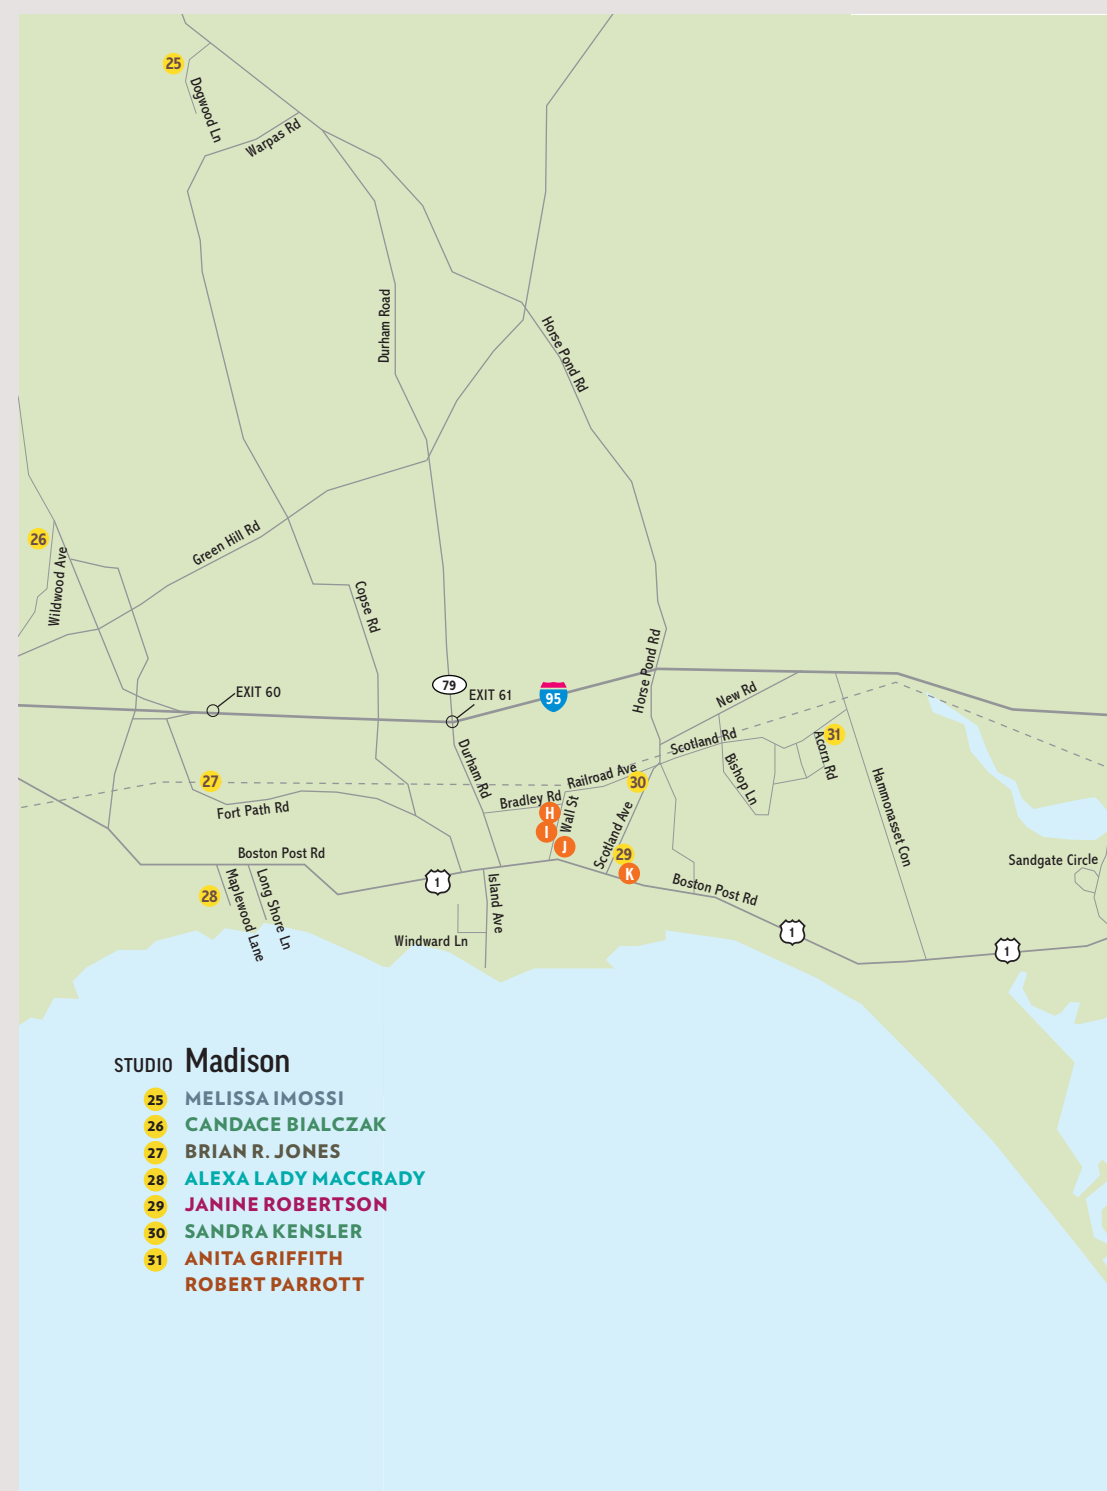 25
Dogwood Ln
Warpas Rd
Durham Road
Horse Pond Rd
26
Wildwood Ave
Green Hill Rd
Copse Rd
Horse Pond Rd
79
EXIT 60
EXIT 61
95
New Rd
Scotland Rd
31
Acorn Rd
Bishop Ln
27
Durham Rd
Railroad Ave
30
Bradley Rd
Fort Path Rd
H
Wall St
I
J
Scotland Ave
29
K
Hammonasset Con
Boston Post Rd
Sandgate Circle
1
Boston Post Rd
28
Maplewood Lane
Long Shore Ln
Island Ave
Windward Ln
1
1
STUDIO Madison
25 MELISSA IMOSSI
26 CANDACE BIALCZAK
27 BRIAN R. JONES
28 ALEXA LADY MACCRADY
29 JANINE ROBERTSON
30 SANDRA KENSLER
31 ANITA GRIFFITH
ROBERT PARROTT